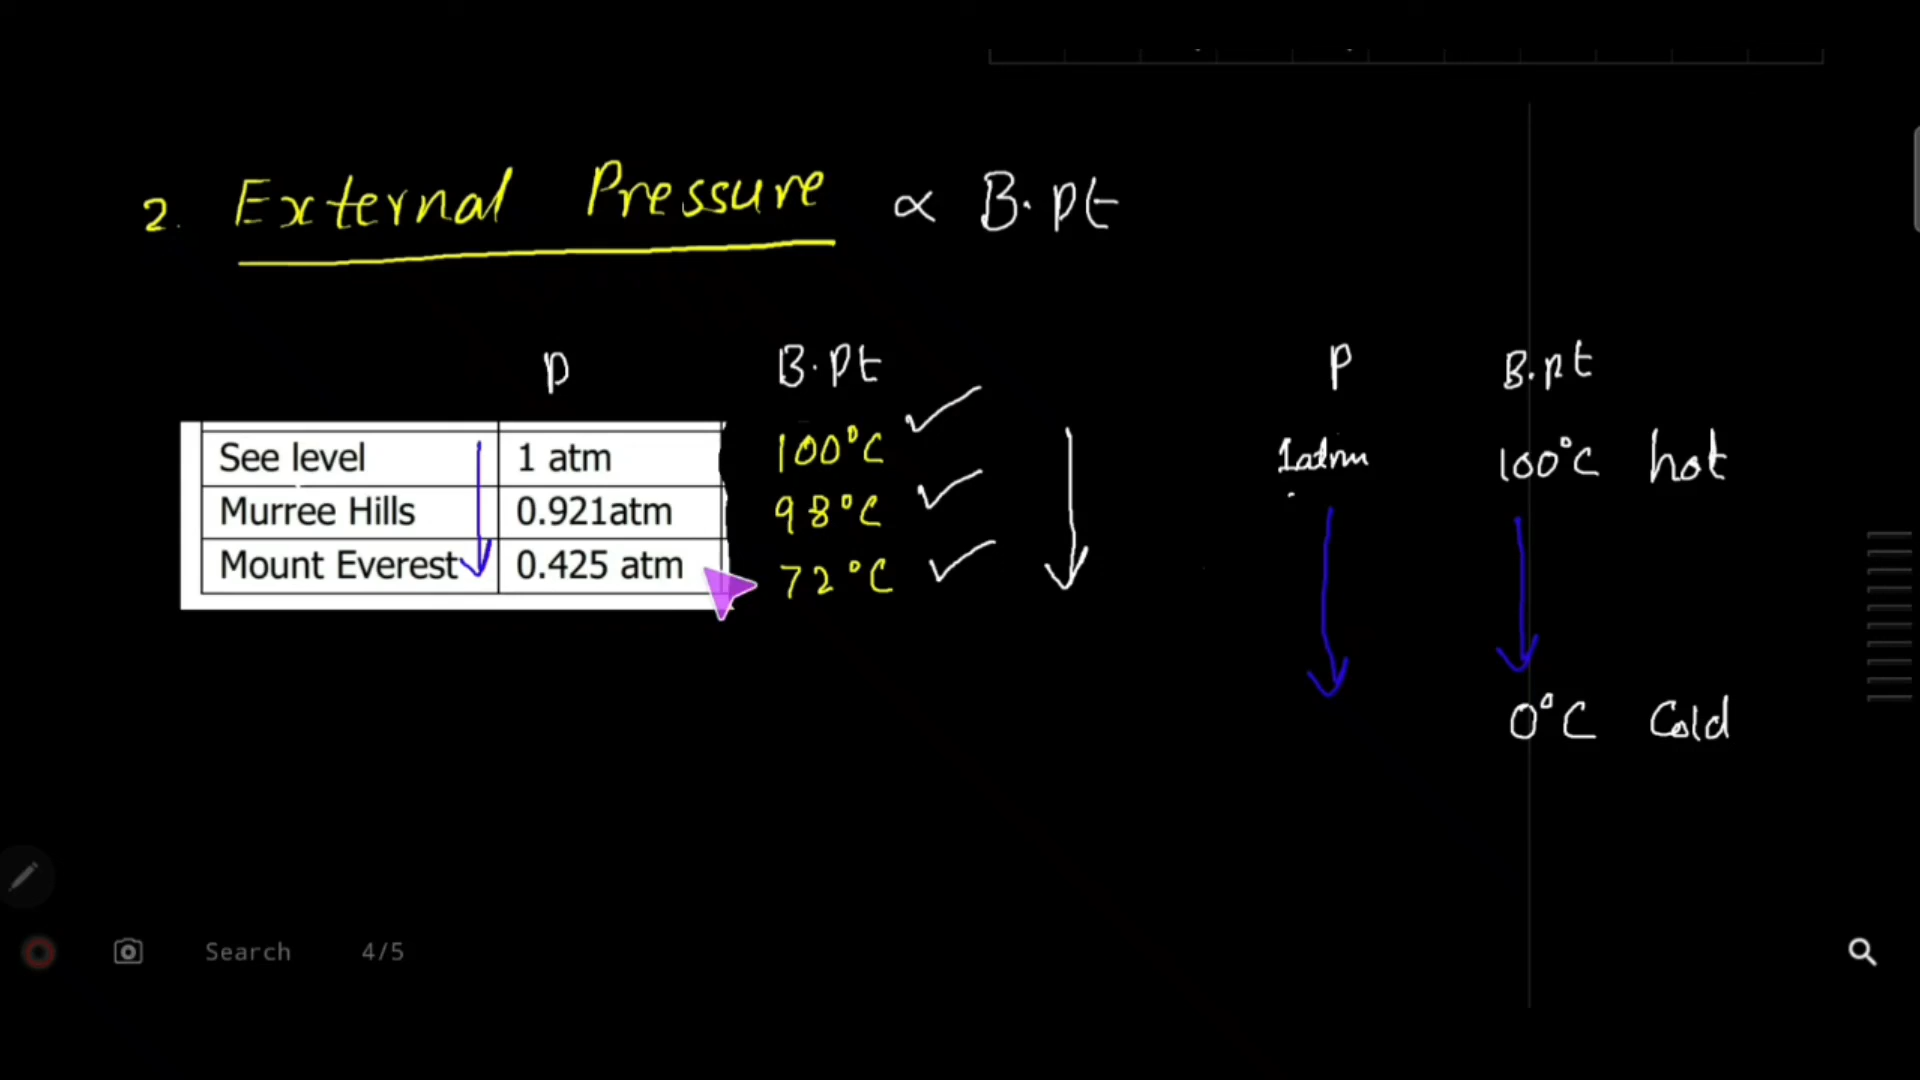 2. External Pressure ∝ B.pt
P B.Pt P B.pt
See level 1 atm 100°C 1atm 100°C hot
Murree Hills 0.921atm 98°C
Mount Everest 0.425 atm 72°C
0°C Cold
Search 4/5